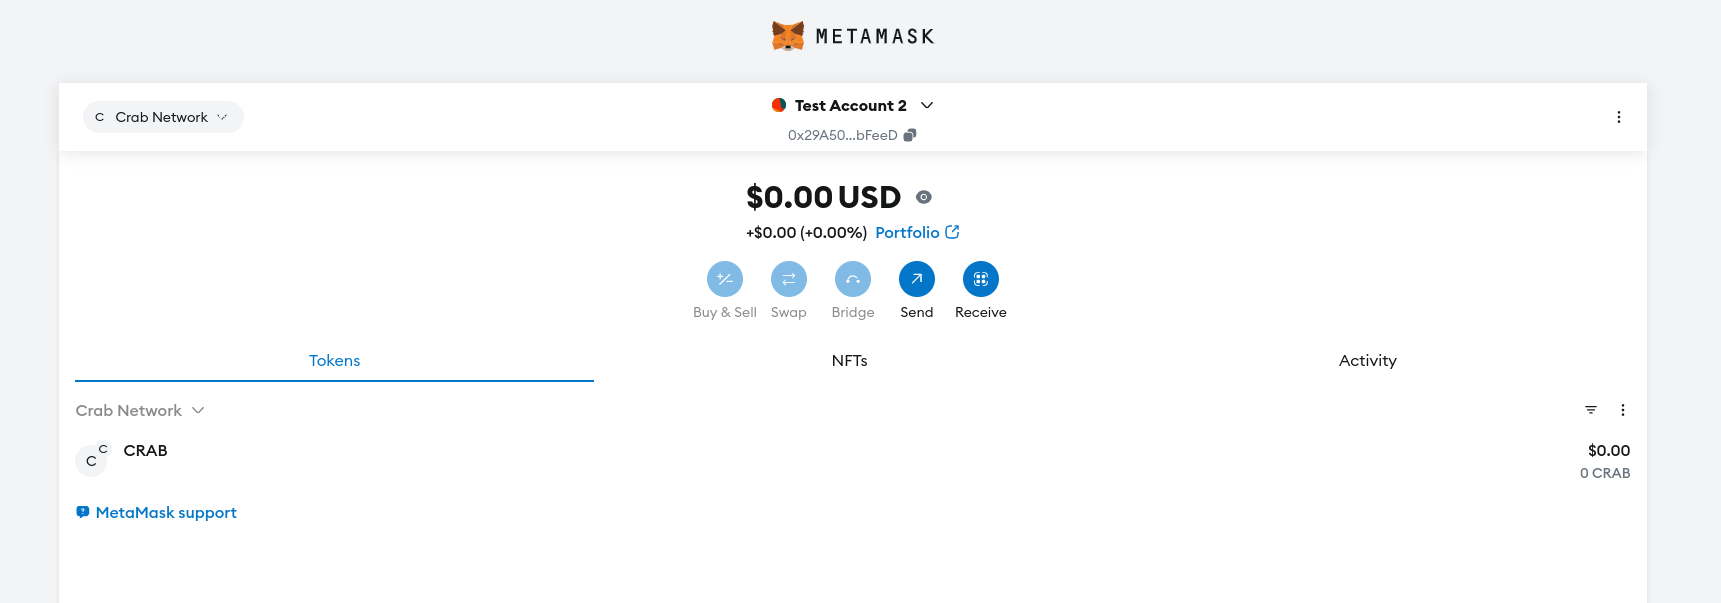 METAMASK
C Crab Network
Test Account 2
0x29A50...bFeeD
$0.00 USD
+$0.00 (+0.00%) Portfolio
Buy & Sell Swap Bridge Send Receive
Tokens NFTs Activity
Crab Network
C C CRAB $0.00
0 CRAB
MetaMask support